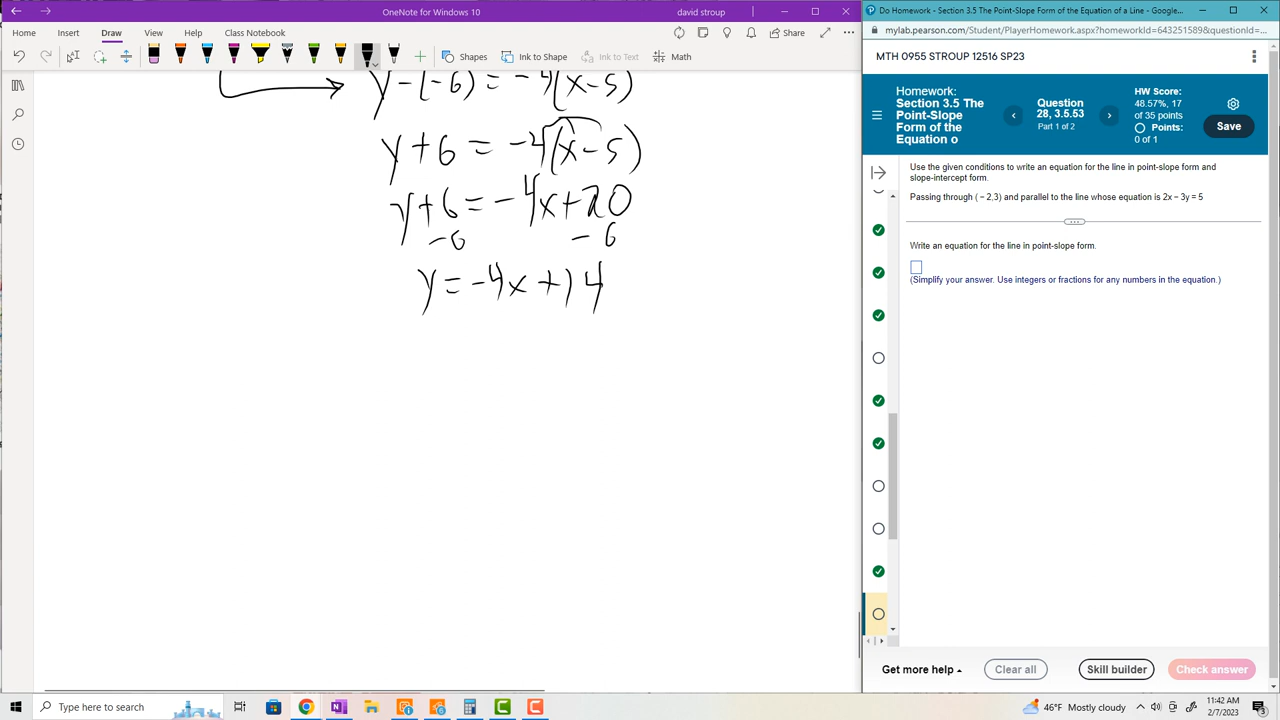 OneNote for Windows 10
david stroup
Home Insert Draw View Help Class Notebook
Share
Shapes Ink to Shape Ink to Text Math
y-(-6) = -4(x-5)
y+6 = -4(x-5)
y+6 = -4x+20
-6 -6
y = -4x+14
Do Homework - Section 3.5 The Point-Slope Form of the Equation of a Line - Google...
mylab.pearson.com/Student/PlayerHomework.aspx?homeworkId=643251589&questionId=...
MTH 0955 STROUP 12516 SP23
Homework:
Section 3.5 The
Point-Slope
Form of the
Equation o
Question
28, 3.5.53
Part 1 of 2
HW Score:
48.57%, 17
of 35 points
Points:
0 of 1
Save
Use the given conditions to write an equation for the line in point-slope form and
slope-intercept form.
Passing through (-2,3) and parallel to the line whose equation is 2x - 3y = 5
Write an equation for the line in point-slope form.
(Simplify your answer. Use integers or fractions for any numbers in the equation.)
Get more help
Clear all
Skill builder
Check answer
Type here to search
46°F Mostly cloudy
11:42 AM
2/7/2023
3